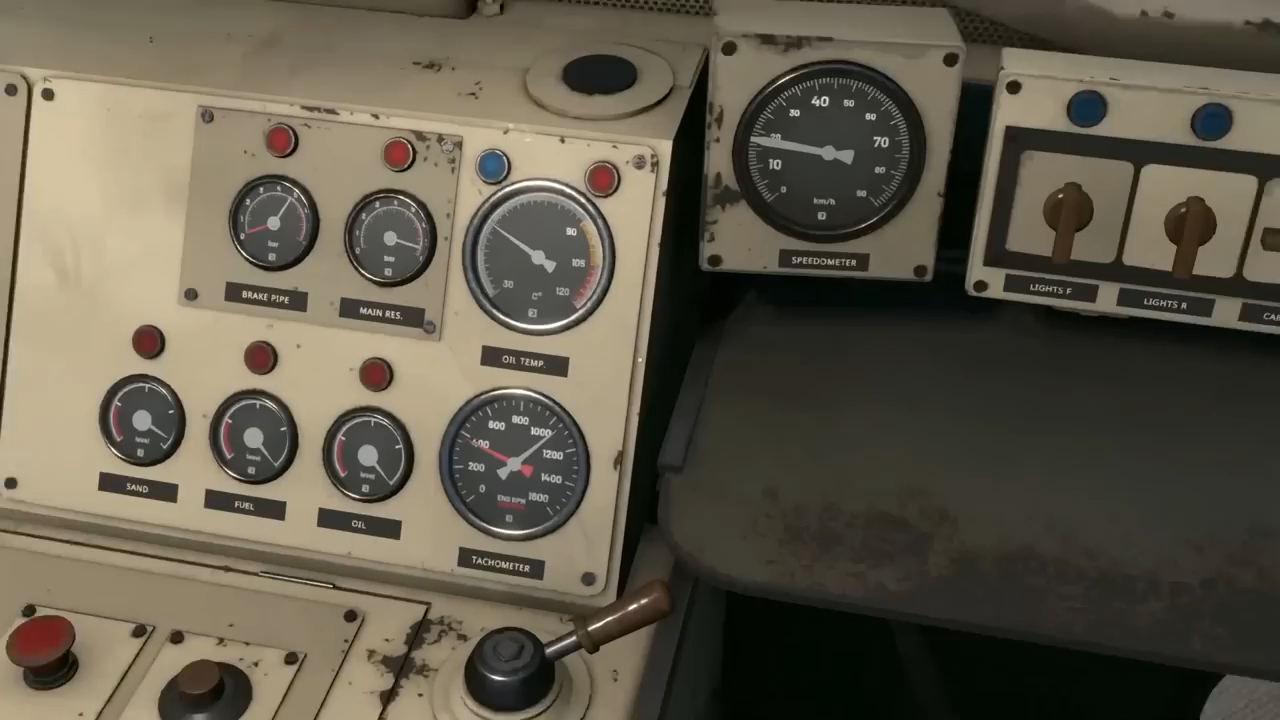 BRAKE PIPE
bar
MAIN RES.
bar
OIL TEMP.
30
90
105
120
C°
SAND
level
FUEL
level
OIL
level
TACHOMETER
0
200
400
600
800
1000
1200
1400
1600
ENG RPM
SPEEDOMETER
0
10
20
30
40
50
60
70
80
90
km/h
LIGHTS F
LIGHTS R
CAB